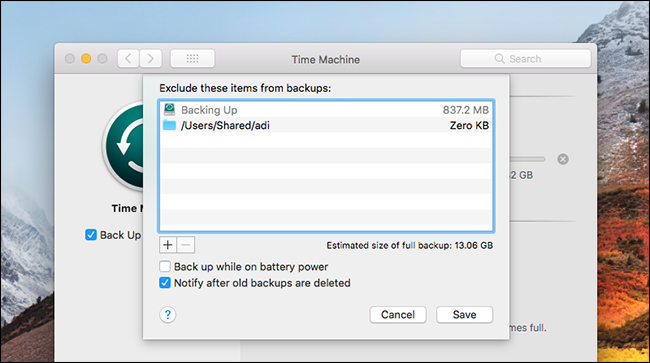 Time Machine
Search
Exclude these items from backups:
Backing Up 837.2 MB
/Users/Shared/adi Zero KB
GB
Time
Back Up
+ −
Estimated size of full backup: 13.06 GB
Back up while on battery power
Notify after old backups are deleted
? Cancel Save
full.